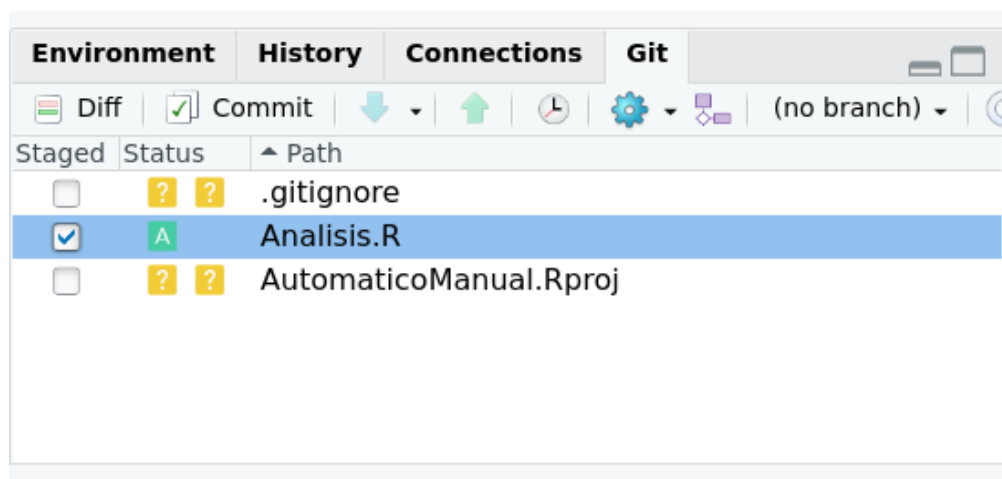 Environment History Connections Git
Diff Commit (no branch)
Staged Status Path
? ? .gitignore
A Analisis.R
? ? AutomaticoManual.Rproj